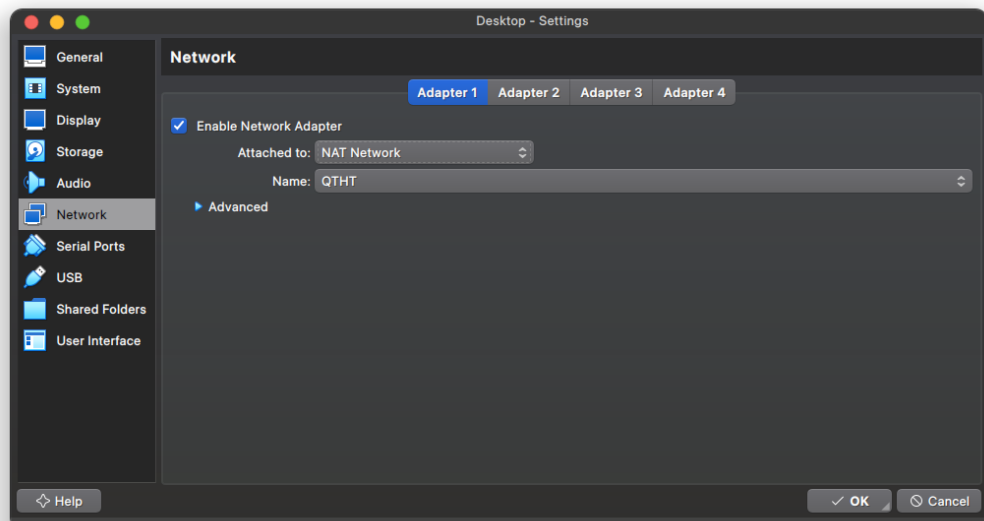 Desktop - Settings
General
System
Display
Storage
Audio
Network
Serial Ports
USB
Shared Folders
User Interface
Network
Adapter 1 Adapter 2 Adapter 3 Adapter 4
Enable Network Adapter
Attached to: NAT Network
Name: QTHT
Advanced
Help OK Cancel